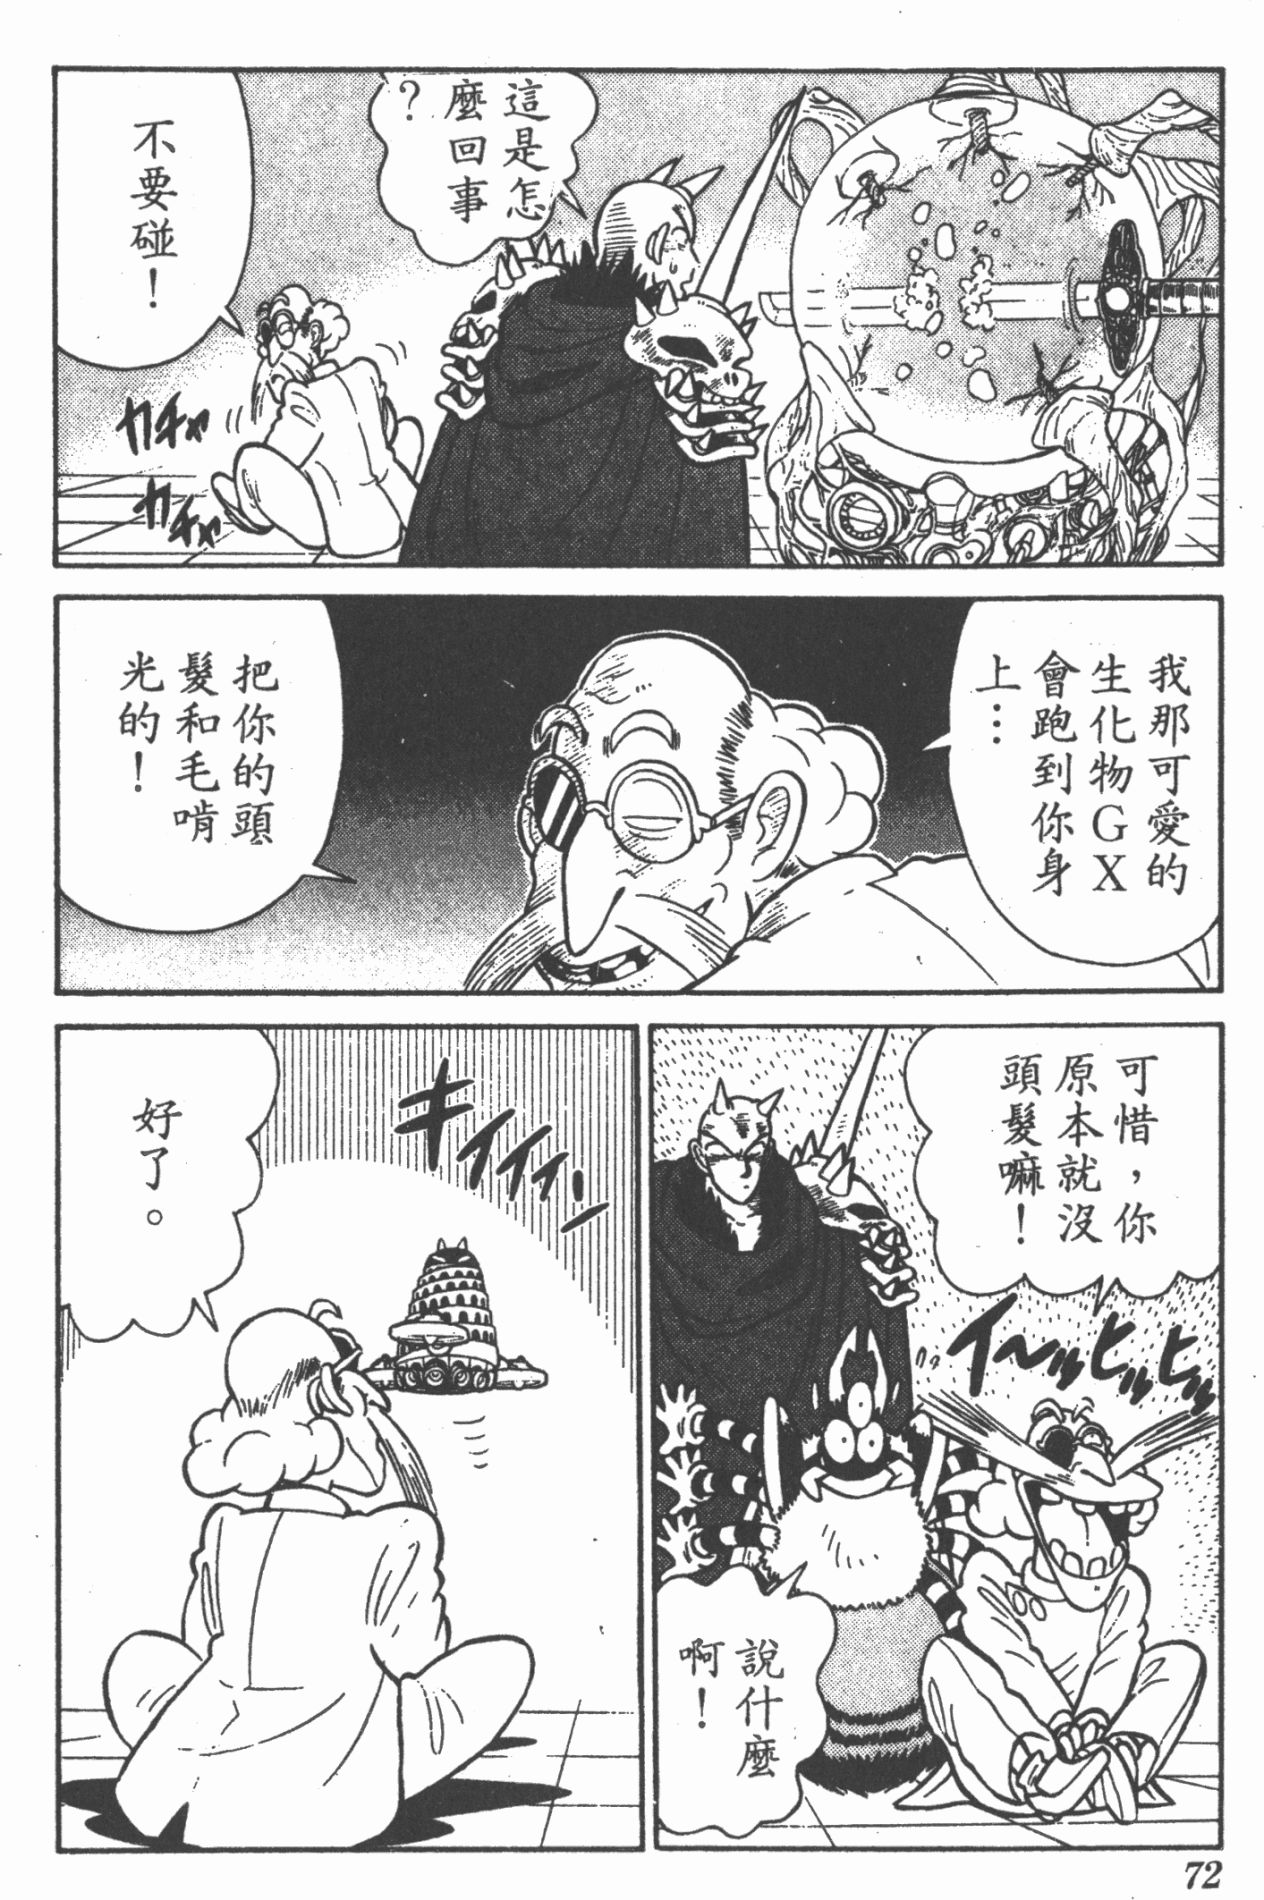 這是怎
麼回事
？
不要碰！
ガチャ
ガチャ
我那可愛的
生化物GX
會跑到你身
上…
把你的頭
髮和毛啃
光的！
可惜，你
原本就沒
頭髮嘛！
イ～ッヒッヒッ
說什麼
啊！
キイイイン
好了。
72